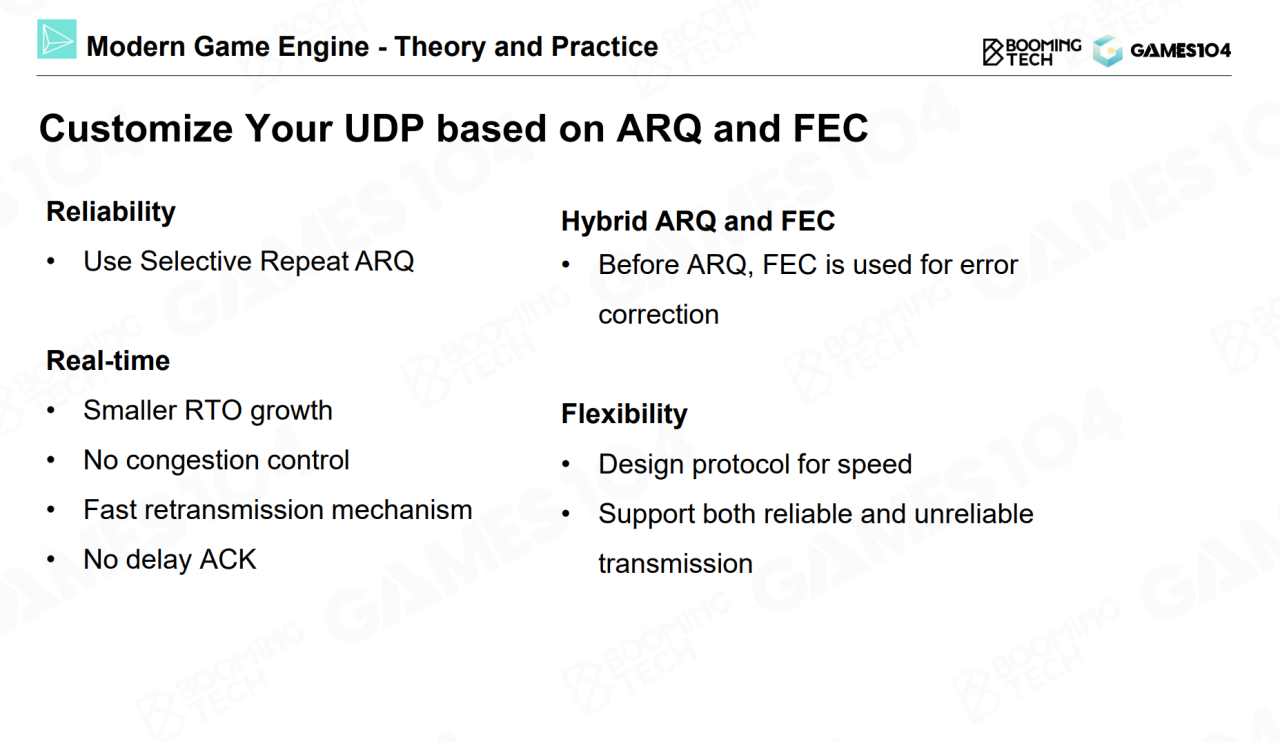 Modern Game Engine - Theory and Practice
BOOMING
TECH
GAMES104
Customize Your UDP based on ARQ and FEC
Reliability
• Use Selective Repeat ARQ
Real-time
• Smaller RTO growth
• No congestion control
• Fast retransmission mechanism
• No delay ACK
Hybrid ARQ and FEC
• Before ARQ, FEC is used for error
correction
Flexibility
• Design protocol for speed
• Support both reliable and unreliable
transmission